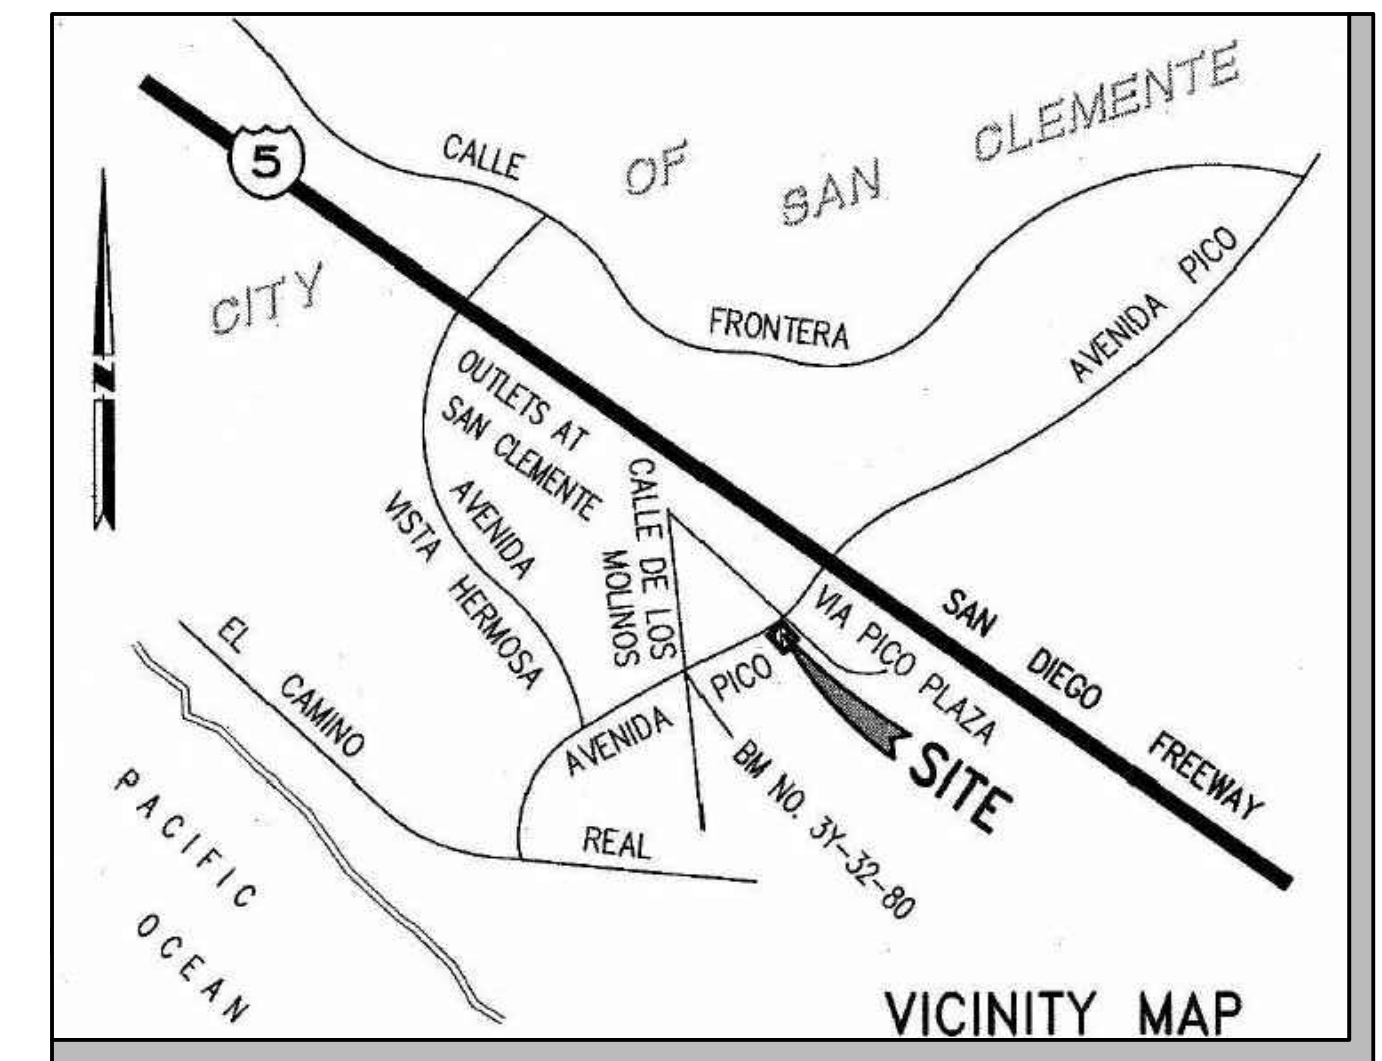 CITY OF SAN CLEMENTE
5
CALLE FRONTERA
AVENIDA PICO
N
OUTLETS AT
SAN CLEMENTE
CALLE DE LOS
MOLINOS
AVENIDA
VISTA HERMOSA
SAN DIEGO FREEWAY
VIA PICO PLAZA
AVENIDA PICO
SITE
BM NO. 3Y-32-80
EL CAMINO REAL
PACIFIC
OCEAN
VICINITY MAP